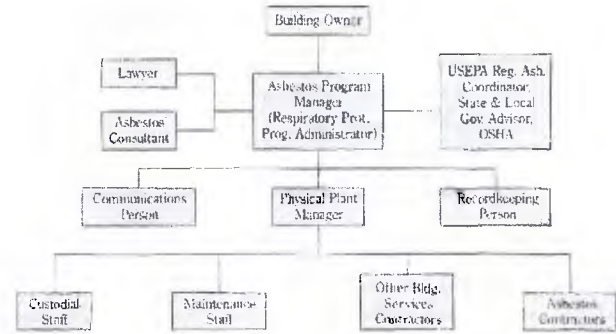 Building Owner
Lawyer
Asbestos
Consultant
Asbestos Program
Manager
(Respiratory Prot.
Prog. Administrator)
USEPA Reg. Asb.
Coordinator,
State & Local
Gov. Advisor,
OSHA
Communications
Person
Physical Plant
Manager
Recordkeeping
Person
Custodial
Staff
Maintenance
Staff
Other Bldg.
Services
Contractors
Asbestos
Contractors